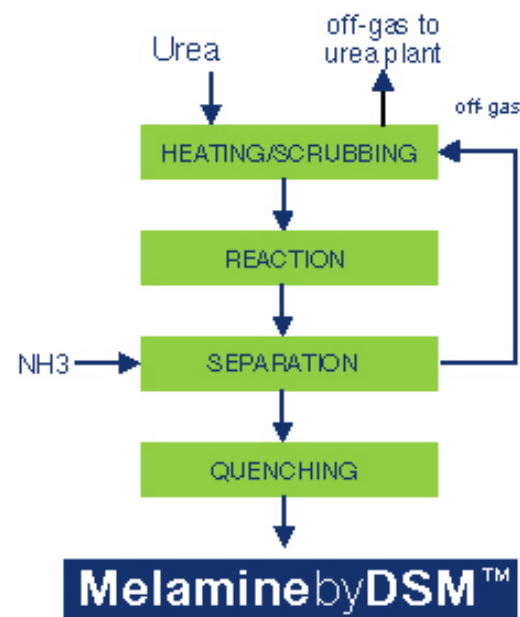 Urea
off-gas to
urea plant
off-gas
HEATING/SCRUBBING
REACTION
NH3
SEPARATION
QUENCHING
MelaminebyDSM™